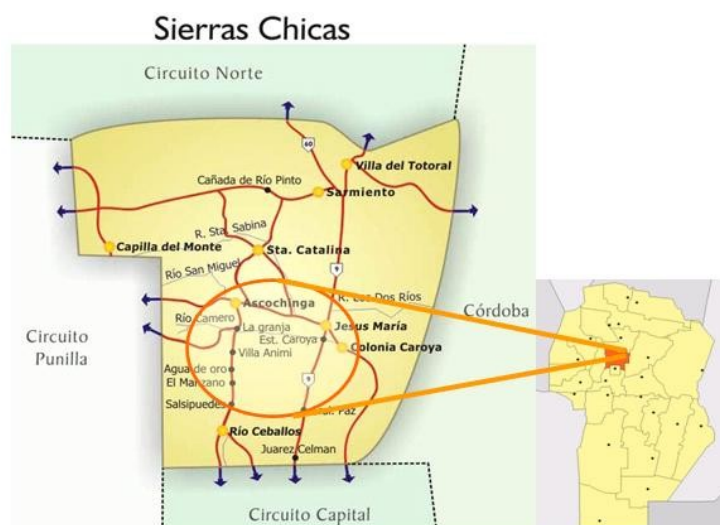 Sierras Chicas
Circuito Norte
60
Villa del Totoral
Cañada de Río Pinto
Sarmiento
R. Sta. Sabina
Capilla del Monte
Sta. Catalina
Río San Miguel
9
R. Los Dos Ríos
Ascochinga
Córdoba
Río Camero
La granja
Jesus María
Circuito
Punilla
Est. Caroya
Colonia Caroya
Villa Animi
Agua de oro
El Manzano
9
Salsipuedes
Paz
Río Ceballos
Juarez Celman
Circuito Capital